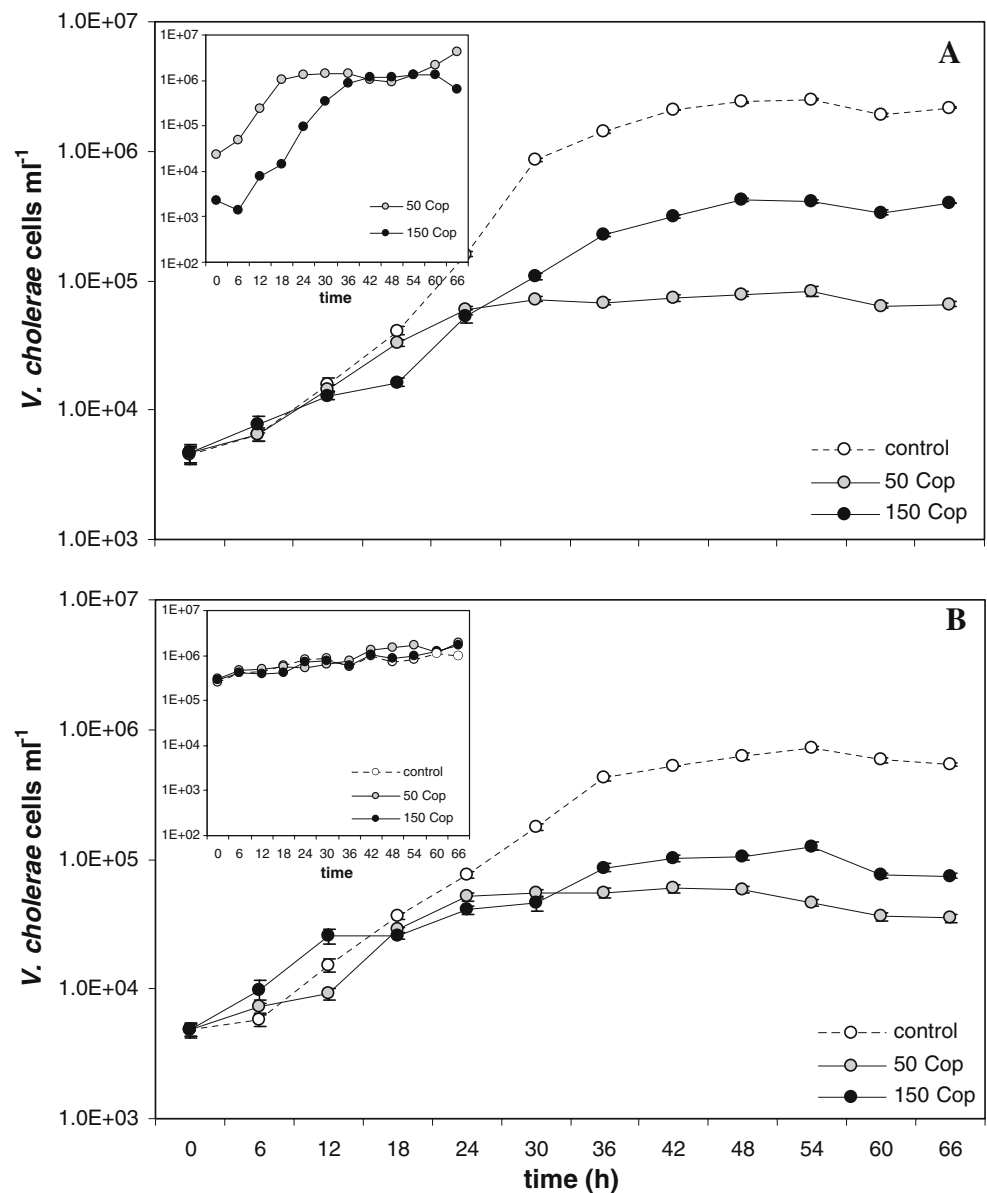 A
V. cholerae cells ml-1
1.0E+07
1.0E+06
1.0E+05
1.0E+04
1.0E+03
1E+07
1E+06
1E+05
1E+04
1E+03
1E+02
0 6 12 18 24 30 36 42 48 54 60 66
time
50 Cop
150 Cop
control
50 Cop
150 Cop
B
V. cholerae cells ml-1
1.0E+07
1.0E+06
1.0E+05
1.0E+04
1.0E+03
1E+07
1E+06
1E+05
1E+04
1E+03
1E+02
0 6 12 18 24 30 36 42 48 54 60 66
time
control
50 Cop
150 Cop
control
50 Cop
150 Cop
0 6 12 18 24 30 36 42 48 54 60 66
time (h)